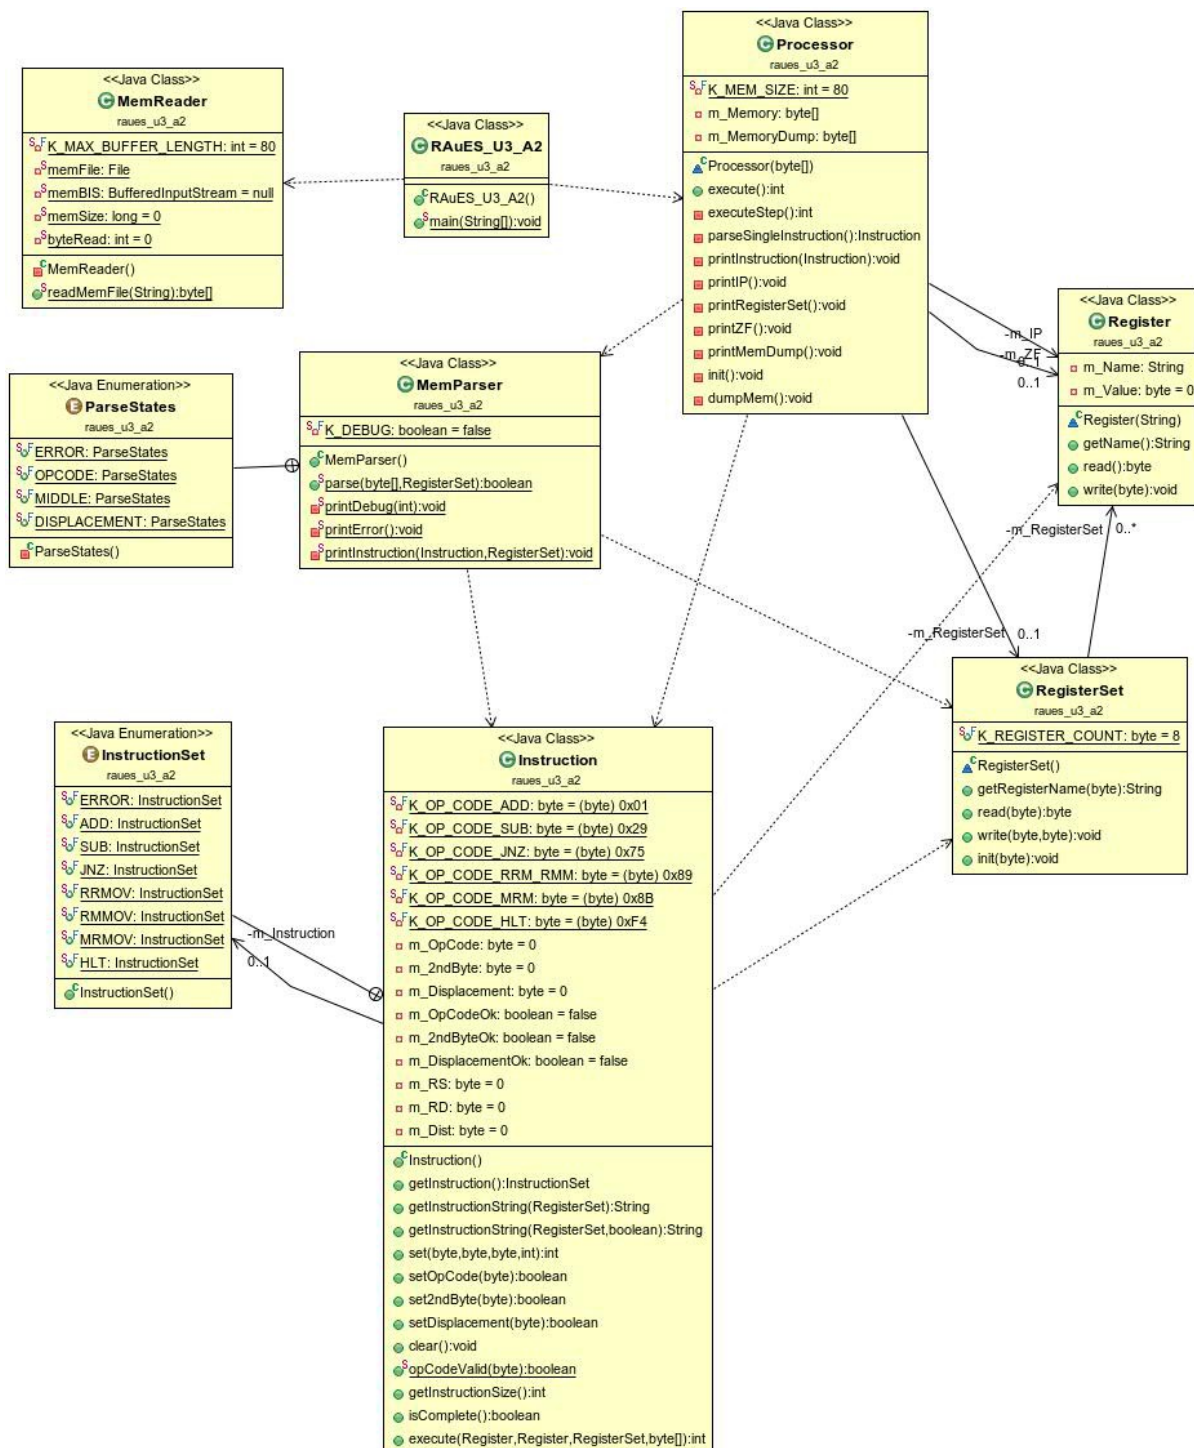 <<Java Class>>
Processor
raues_u3_a2
K_MEM_SIZE: int = 80
m_Memory: byte[]
m_MemoryDump: byte[]
Processor(byte[])
execute():int
executeStep():int
parseSingleInstruction():Instruction
printInstruction(Instruction):void
printIP():void
printRegisterSet():void
printZF():void
printMemDump():void
init():void
dumpMem():void
<<Java Class>>
MemReader
raues_u3_a2
K_MAX_BUFFER_LENGTH: int = 80
memFile: File
memBIS: BufferedInputStream = null
memSize: long = 0
byteRead: int = 0
MemReader()
readMemFile(String):byte[]
<<Java Class>>
RAuES_U3_A2
raues_u3_a2
RAuES_U3_A2()
main(String[]):void
-m_IP
-m_ZF
0..1
0..1
<<Java Class>>
Register
raues_u3_a2
m_Name: String
m_Value: byte = 0
Register(String)
getName():String
read():byte
write(byte):void
<<Java Class>>
MemParser
raues_u3_a2
K_DEBUG: boolean = false
MemParser()
parse(byte[],RegisterSet):boolean
printDebug(int):void
printError():void
printInstruction(Instruction,RegisterSet):void
<<Java Enumeration>>
ParseStates
raues_u3_a2
ERROR: ParseStates
OPCODE: ParseStates
MIDDLE: ParseStates
DISPLACEMENT: ParseStates
ParseStates()
-m_RegisterSet
0..*
-m_RegisterSet
0..1
<<Java Class>>
RegisterSet
raues_u3_a2
K_REGISTER_COUNT: byte = 8
RegisterSet()
getRegisterName(byte):String
read(byte):byte
write(byte,byte):void
init(byte):void
<<Java Enumeration>>
InstructionSet
raues_u3_a2
ERROR: InstructionSet
ADD: InstructionSet
SUB: InstructionSet
JNZ: InstructionSet
RRMOV: InstructionSet
RMMOV: InstructionSet
MRMOV: InstructionSet
HLT: InstructionSet
InstructionSet()
-m_Instruction
0..1
<<Java Class>>
Instruction
raues_u3_a2
K_OP_CODE_ADD: byte = (byte) 0x01
K_OP_CODE_SUB: byte = (byte) 0x29
K_OP_CODE_JNZ: byte = (byte) 0x75
K_OP_CODE_RRM_RMM: byte = (byte) 0x89
K_OP_CODE_MRM: byte = (byte) 0x8B
K_OP_CODE_HLT: byte = (byte) 0xF4
m_OpCode: byte = 0
m_2ndByte: byte = 0
m_Displacement: byte = 0
m_OpCodeOk: boolean = false
m_2ndByteOk: boolean = false
m_DisplacementOk: boolean = false
m_RS: byte = 0
m_RD: byte = 0
m_Dist: byte = 0
Instruction()
getInstruction():InstructionSet
getInstructionString(RegisterSet):String
getInstructionString(RegisterSet,boolean):String
set(byte,byte,byte,int):int
setOpCode(byte):boolean
set2ndByte(byte):boolean
setDisplacement(byte):boolean
clear():void
opCodeValid(byte):boolean
getInstructionSize():int
isComplete():boolean
execute(Register,Register,RegisterSet,byte[]):int